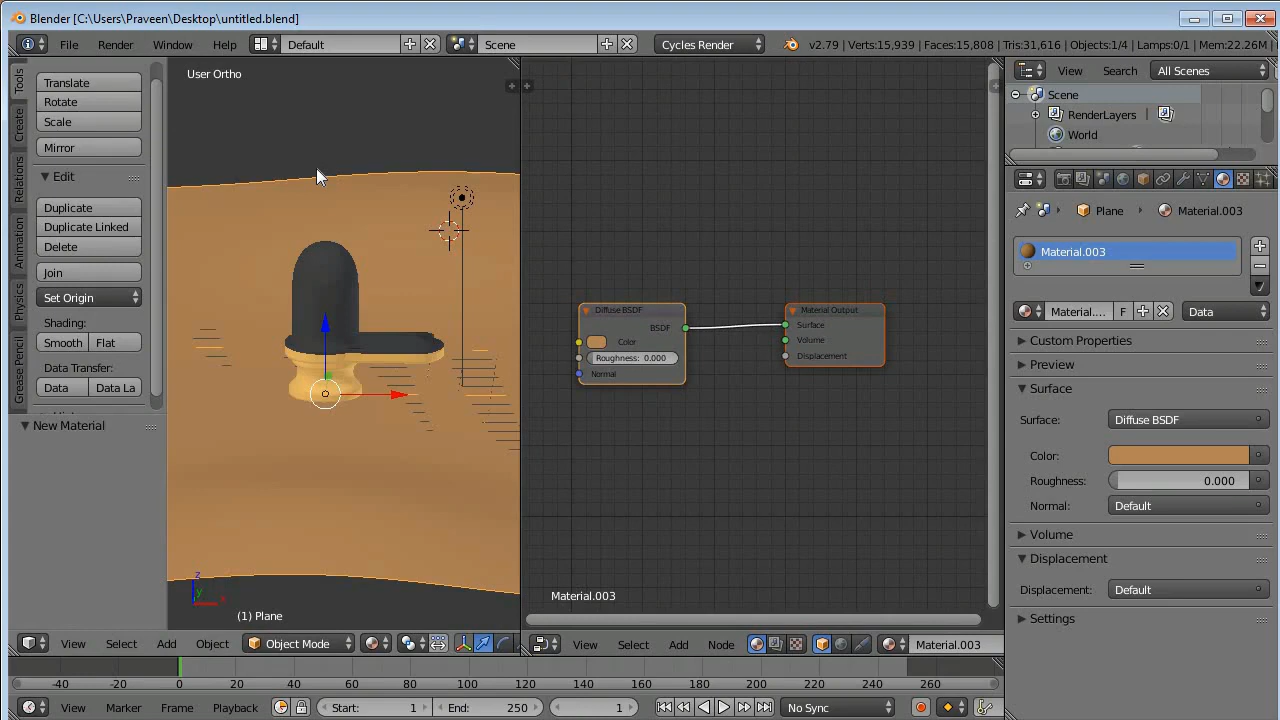 Blender [C:\Users\Praveen\Desktop\untitled.blend]
File Render Window Help Default Scene Cycles Render v2.79 | Verts:15,939 | Faces:15,808 | Tris:31,616 | Objects:1/4 | Lamps:0/1 | Mem:22.26M
Tools
Create
Relations
Animation
Physics
Grease Pencil
Translate
Rotate
Scale
Mirror
Edit
Duplicate
Duplicate Linked
Delete
Join
Set Origin
Shading:
Smooth Flat
Data Transfer:
Data Data La
New Material
User Ortho
z
y
x
(1) Plane
View Select Add Object Object Mode
Diffuse BSDF
BSDF
Color
Roughness: 0.000
Normal
Material Output
Surface
Volume
Displacement
Material.003
View Select Add Node Material.003
View Search All Scenes
Scene
RenderLayers
World
Plane Material.003
Material.003
Material.... F Data
Custom Properties
Preview
Surface
Surface: Diffuse BSDF
Color:
Roughness: 0.000
Normal: Default
Volume
Displacement
Displacement: Default
Settings
-40 -20 0 20 40 60 80 100 120 140 160 180 200 220 240 260
View Marker Frame Playback Start: 1 End: 250 1 No Sync